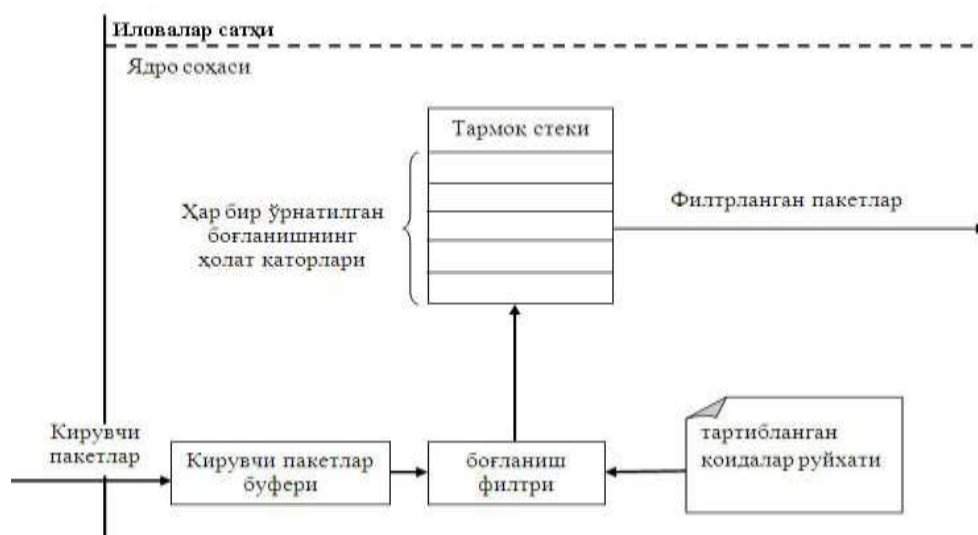 Иловалар сатҳи
Ядро соҳаси
Тармоқ стеки
Ҳар бир ўрнатилган
боғланишнинг
ҳолат қаторлари
Филтрланган пакетлар
Кирувчи
пакетлар
Кирувчи пакетлар
буфери
боғланиш
филтри
тартибланган
қоидалар руйхати